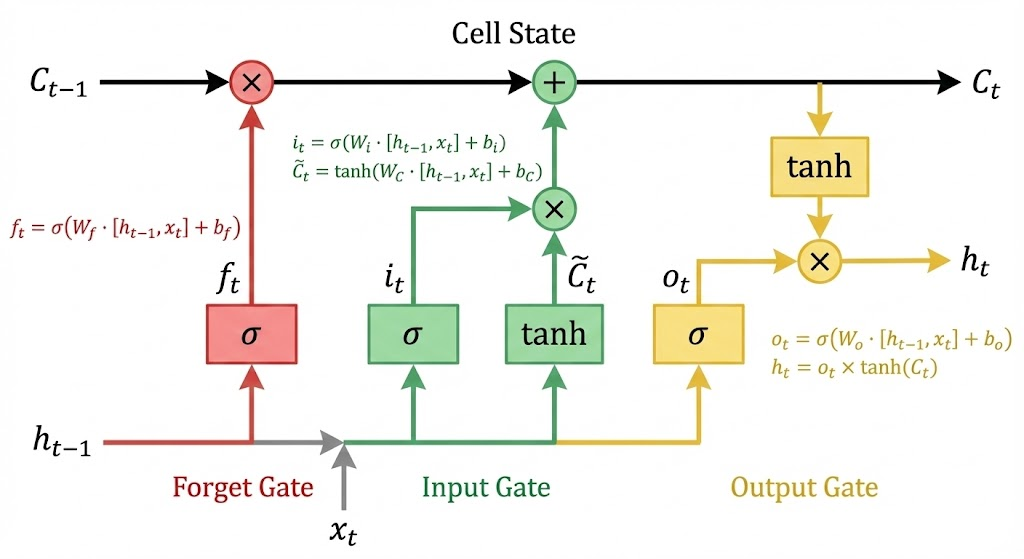 Cell State
C_{t−1}
×
+
C_t
i_t = σ(W_i · [h_{t−1}, x_t] + b_i)
C̃_t = tanh(W_C · [h_{t−1}, x_t] + b_C)
tanh
×
f_t = σ(W_f · [h_{t−1}, x_t] + b_f)
×
h_t
f_t
i_t
C̃_t
o_t
σ
σ
tanh
σ
o_t = σ(W_o · [h_{t−1}, x_t] + b_o)
h_t = o_t × tanh(C_t)
h_{t−1}
Forget Gate
Input Gate
Output Gate
x_t